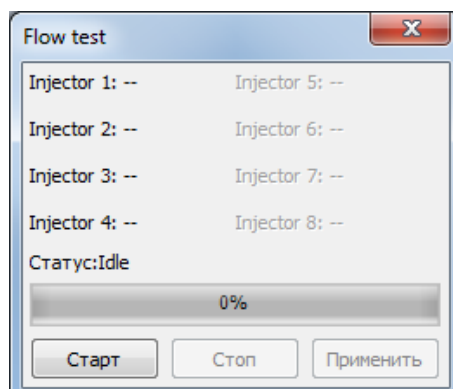 Flow test
Injector 1: -- Injector 5: --
Injector 2: -- Injector 6: --
Injector 3: -- Injector 7: --
Injector 4: -- Injector 8: --
Статус:Idle
0%
Старт Стоп Применить